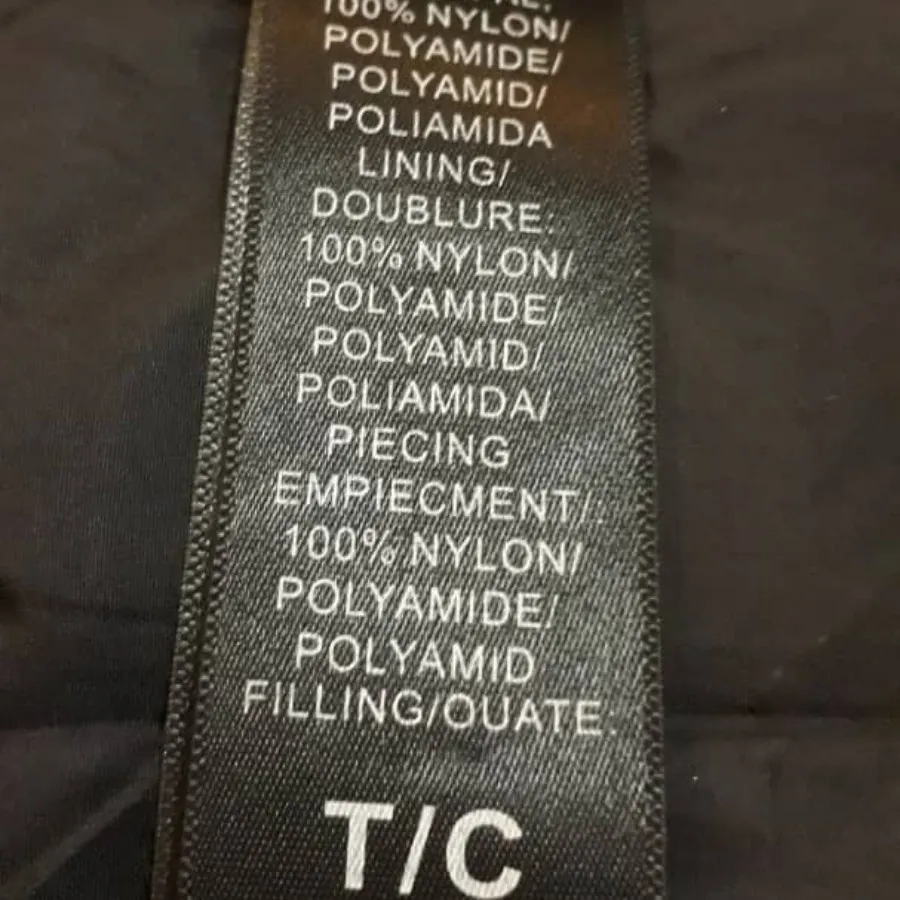 100% NYLON/
POLYAMIDE/
POLYAMID/
POLIAMIDA
LINING/
DOUBLURE:
100% NYLON/
POLYAMIDE/
POLYAMID/
POLIAMIDA/
PIECING
EMPIECMENT/.
100% NYLON/
POLYAMIDE/
POLYAMID
FILLING/OUATE.
T/C